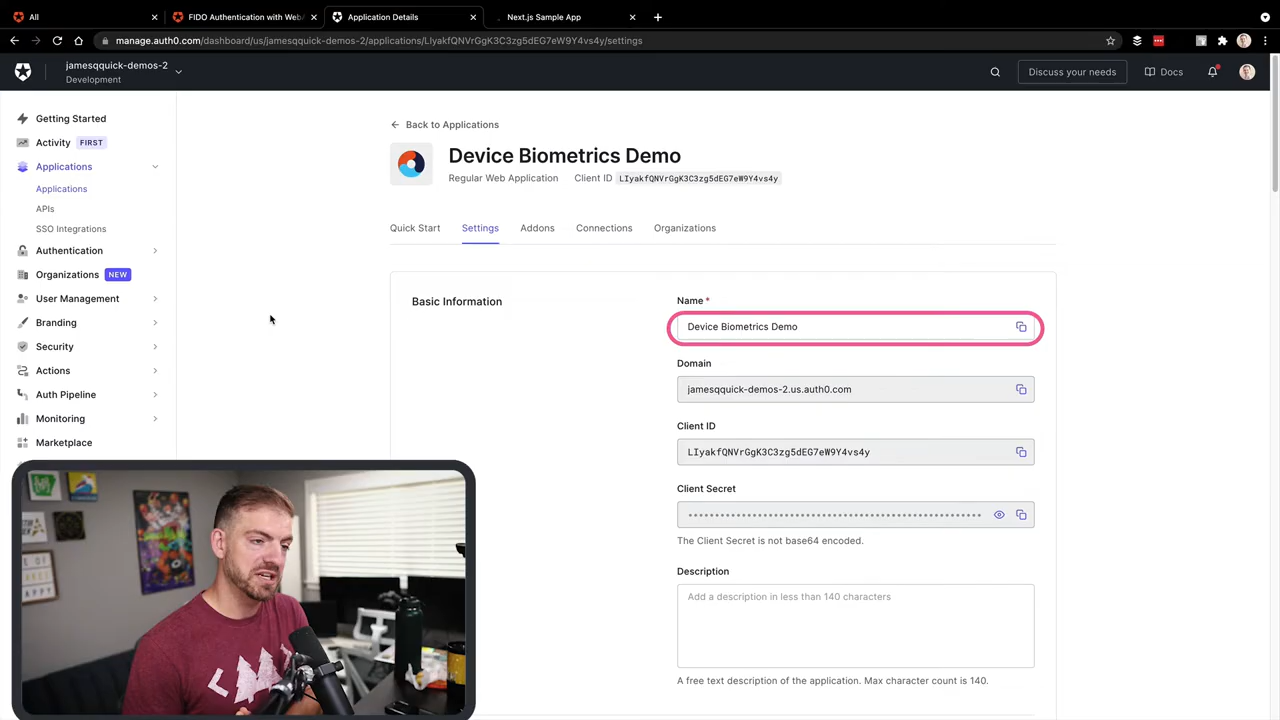 All
FIDO Authentication with WebA
Application Details
Next.js Sample App
manage.auth0.com/dashboard/us/jamesqquick-demos-2/applications/LIyakfQNVrGgK3C3zg5dEG7eW9Y4vs4y/settings
jamesqquick-demos-2
Development
Discuss your needs
Docs
Getting Started
Activity FIRST
Applications
Applications
APIs
SSO Integrations
Authentication
Organizations NEW
User Management
Branding
Security
Actions
Auth Pipeline
Monitoring
Marketplace
Back to Applications
Device Biometrics Demo
Regular Web Application Client ID LIyakfQNVrGgK3C3zg5dEG7eW9Y4vs4y
Quick Start Settings Addons Connections Organizations
Basic Information
Name *
Device Biometrics Demo
Domain
jamesqquick-demos-2.us.auth0.com
Client ID
LIyakfQNVrGgK3C3zg5dEG7eW9Y4vs4y
Client Secret
The Client Secret is not base64 encoded.
Description
Add a description in less than 140 characters
A free text description of the application. Max character count is 140.